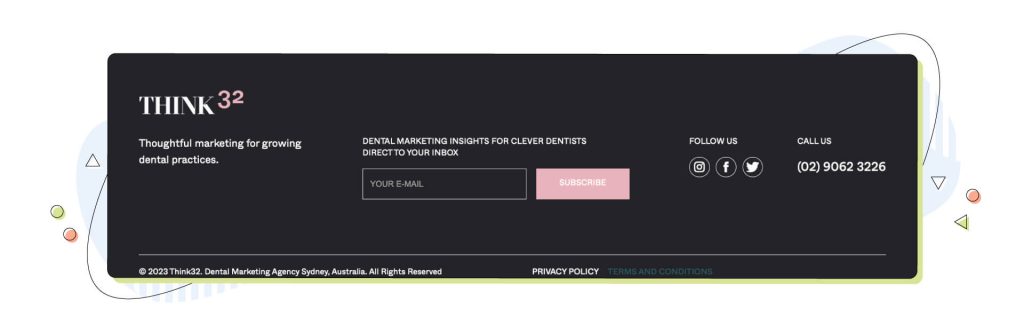 THINK 32
Thoughtful marketing for growing
dental practices.
DENTAL MARKETING INSIGHTS FOR CLEVER DENTISTS
DIRECT TO YOUR INBOX
YOUR E-MAIL
SUBSCRIBE
FOLLOW US
CALL US
(02) 9062 3226
© 2023 Think32. Dental Marketing Agency Sydney, Australia. All Rights Reserved
PRIVACY POLICY TERMS AND CONDITIONS